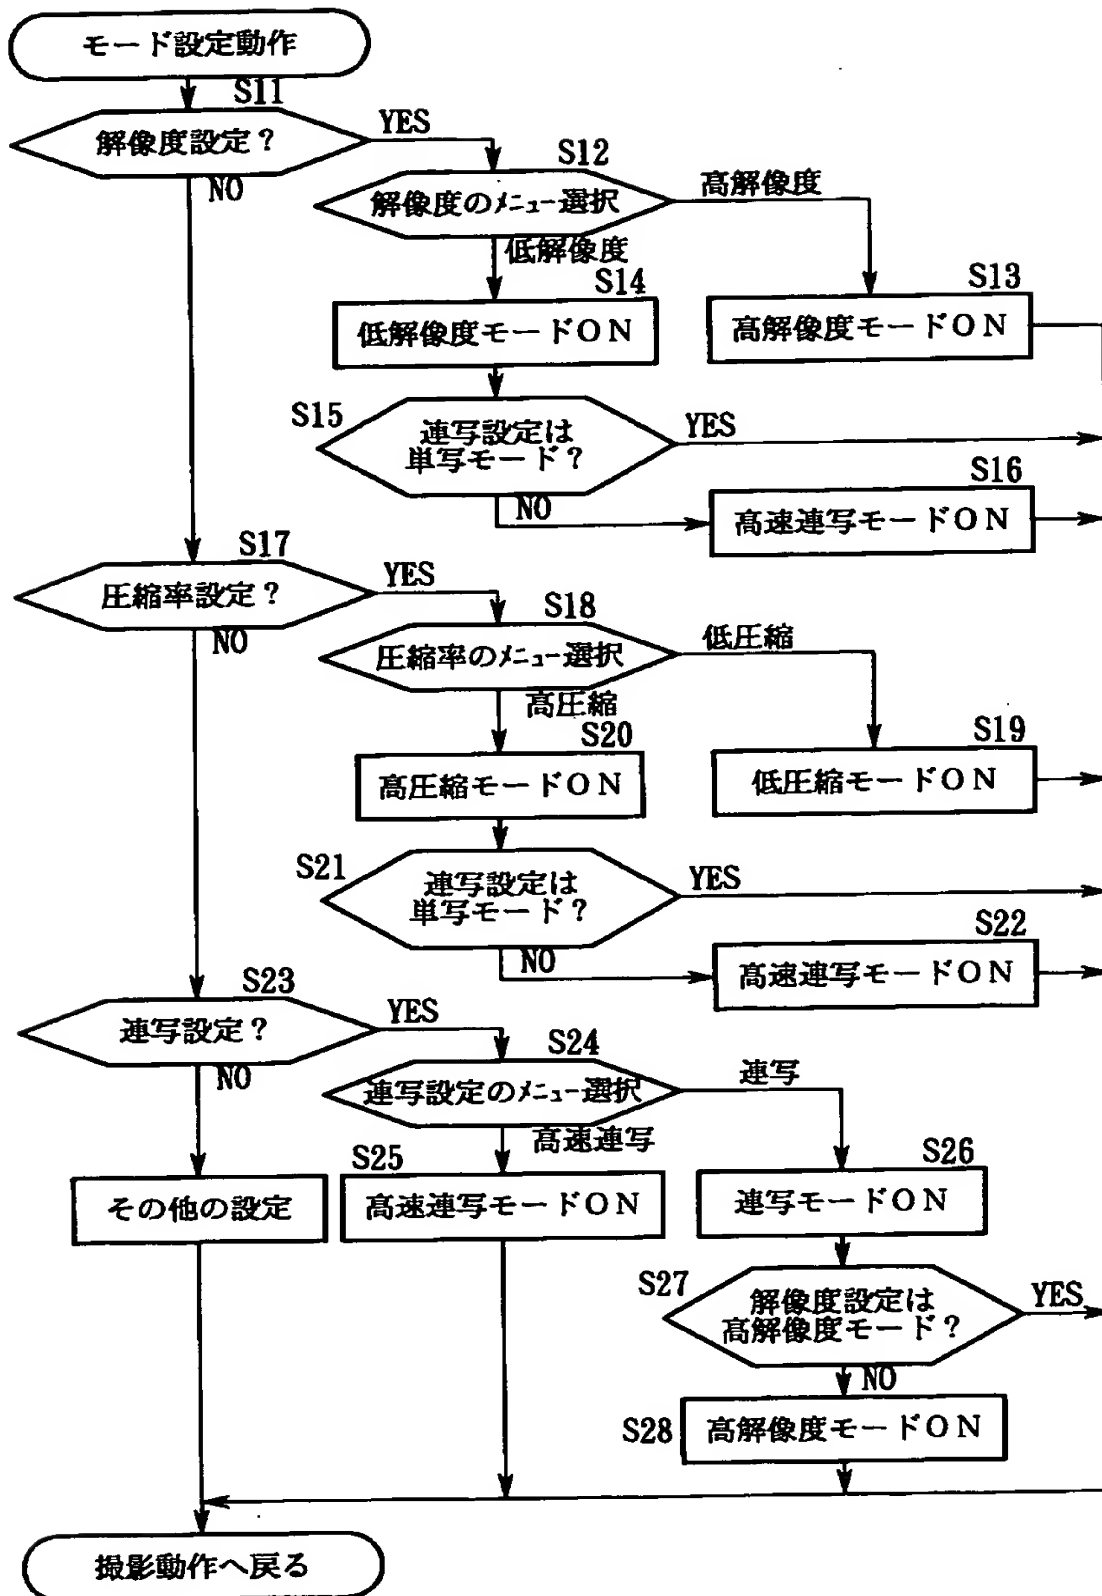 モード設定動作
S11
解像度設定？
YES
NO
S12
解像度のメニュー選択
高解像度
低解像度
S14
低解像度モードＯＮ
S13
高解像度モードＯＮ
S15
連写設定は
単写モード？
YES
NO
S16
高速連写モードＯＮ
S17
圧縮率設定？
YES
NO
S18
圧縮率のメニュー選択
低圧縮
高圧縮
S20
高圧縮モードＯＮ
S19
低圧縮モードＯＮ
S21
連写設定は
単写モード？
YES
NO
S22
高速連写モードＯＮ
S23
連写設定？
YES
NO
S24
連写設定のメニュー選択
連写
高速連写
その他の設定
S25
高速連写モードＯＮ
S26
連写モードＯＮ
S27
解像度設定は
高解像度モード？
YES
NO
S28
高解像度モードＯＮ
撮影動作へ戻る